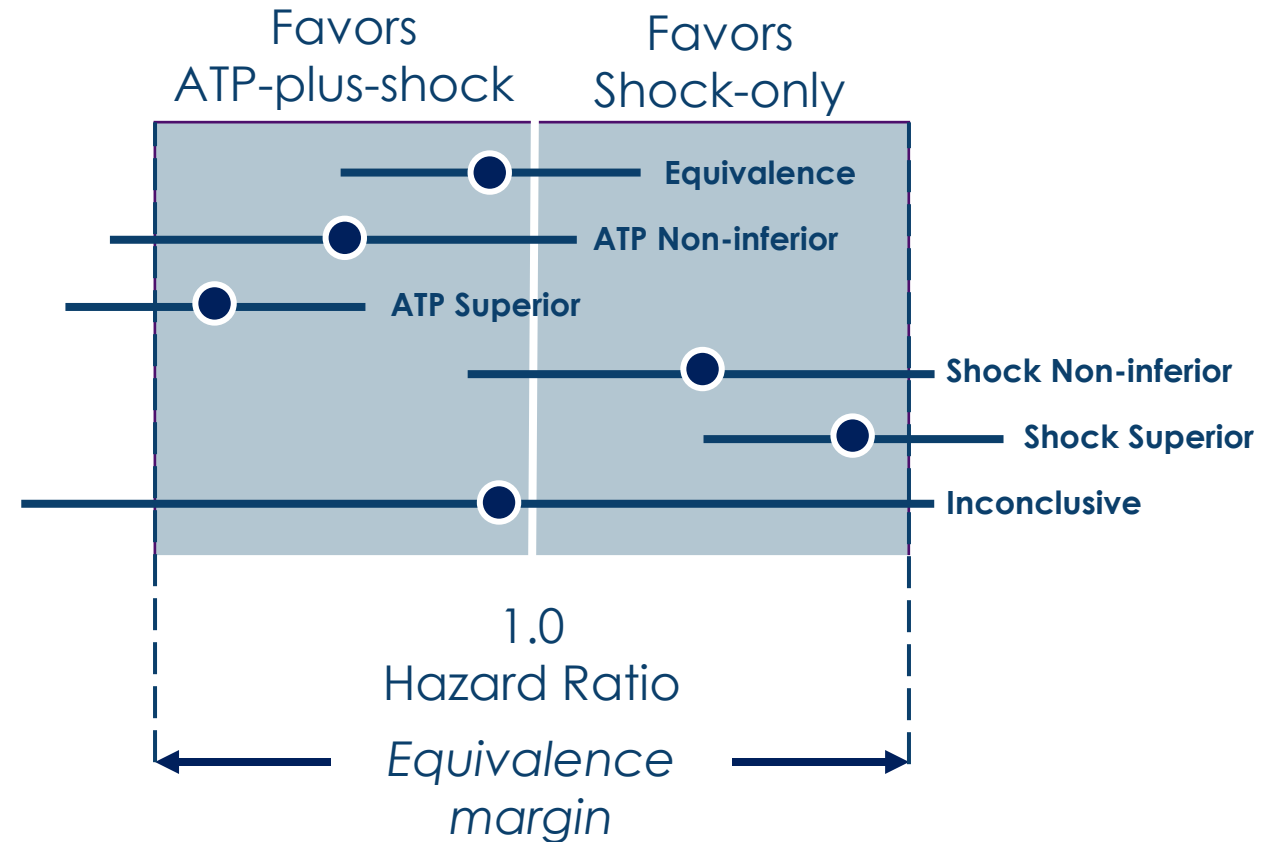 Favors
ATP-plus-shock
Favors
Shock-only
Equivalence
ATP Non-inferior
ATP Superior
Shock Non-inferior
Shock Superior
Inconclusive
1.0
Hazard Ratio
Equivalence
margin